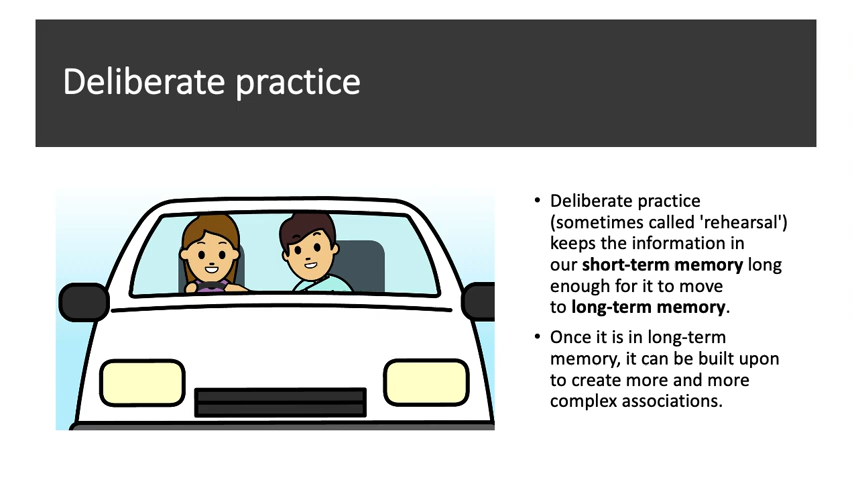 Deliberate practice
• Deliberate practice
(sometimes called 'rehearsal')
keeps the information in
our short-term memory long
enough for it to move
to long-term memory.
• Once it is in long-term
memory, it can be built upon
to create more and more
complex associations.